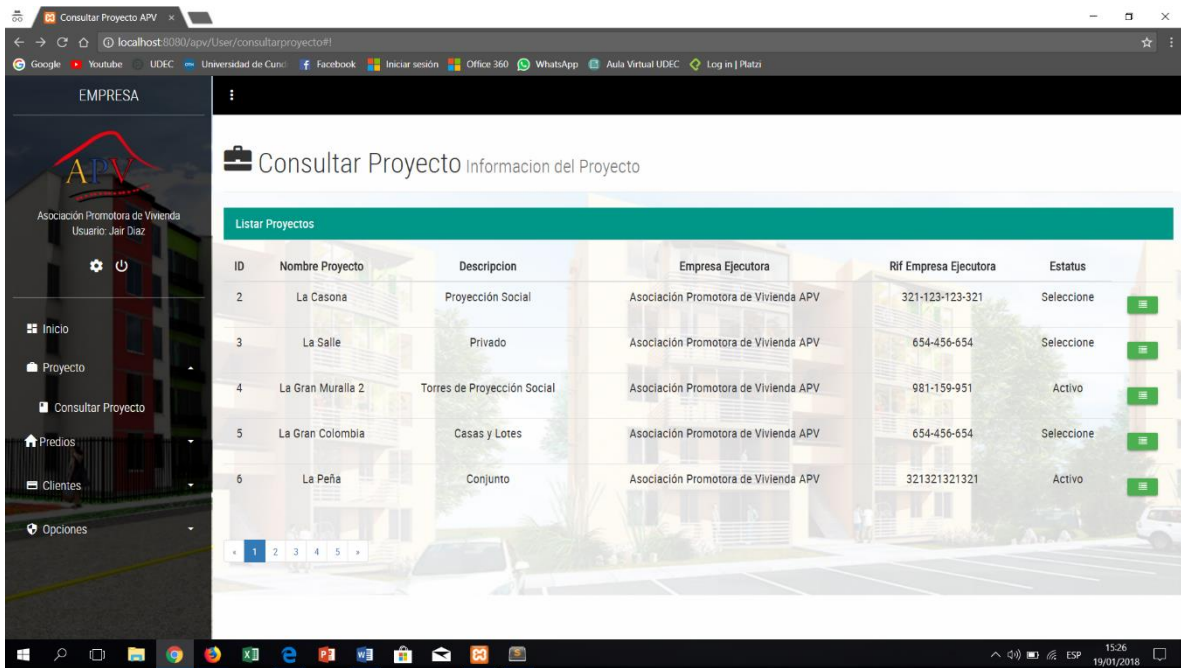 Consultar Proyecto APV
localhost:8080/apv/User/consultarproyecto#!
Google Youtube UDEC Universidad de Cund Facebook Iniciar sesión Office 360 WhatsApp Aula Virtual UDEC Log in | Platzi
EMPRESA
APV
Asociación Promotora de Vivienda
Usuario: Jair Diaz
Inicio
Proyecto
Consultar Proyecto
Predios
Clientes
Opciones
Consultar Proyecto Informacion del Proyecto
Listar Proyectos
ID Nombre Proyecto Descripcion Empresa Ejecutora Rif Empresa Ejecutora Estatus
2 La Casona Proyección Social Asociación Promotora de Vivienda APV 321-123-123-321 Seleccione
3 La Salle Privado Asociación Promotora de Vivienda APV 654-456-654 Seleccione
4 La Gran Muralla 2 Torres de Proyección Social Asociación Promotora de Vivienda APV 981-159-951 Activo
5 La Gran Colombia Casas y Lotes Asociación Promotora de Vivienda APV 654-456-654 Seleccione
6 La Peña Conjunto Asociación Promotora de Vivienda APV 321321321321 Activo
« 1 2 3 4 5 »
ESP
15:26
19/01/2018